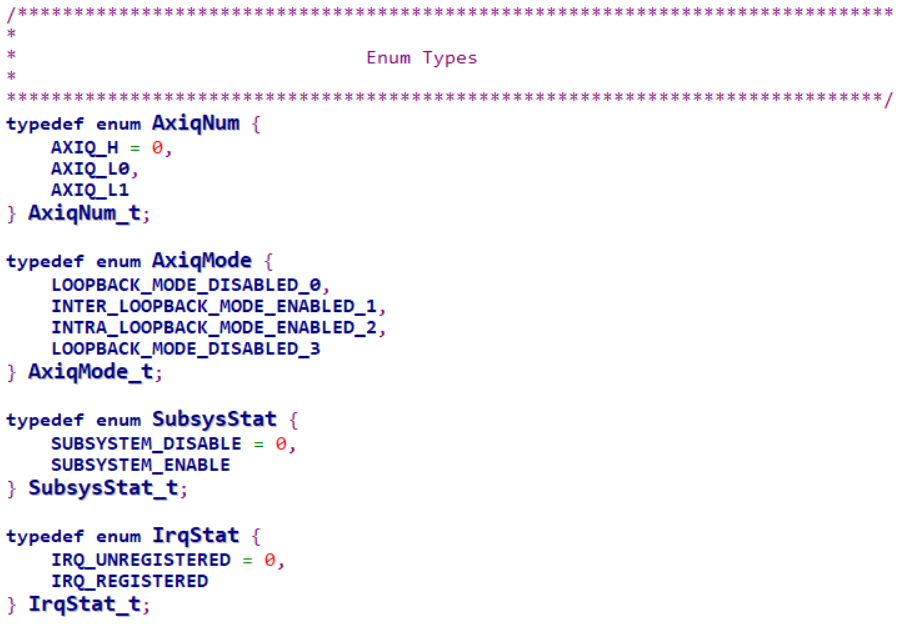 /******************************************************************************
*
*                               Enum Types
*
******************************************************************************/
typedef enum AxiqNum {
    AXIQ_H = 0,
    AXIQ_L0,
    AXIQ_L1
} AxiqNum_t;

typedef enum AxiqMode {
    LOOPBACK_MODE_DISABLED_0,
    INTER_LOOPBACK_MODE_ENABLED_1,
    INTRA_LOOPBACK_MODE_ENABLED_2,
    LOOPBACK_MODE_DISABLED_3
} AxiqMode_t;

typedef enum SubsysStat {
    SUBSYSTEM_DISABLE = 0,
    SUBSYSTEM_ENABLE
} SubsysStat_t;

typedef enum IrqStat {
    IRQ_UNREGISTERED = 0,
    IRQ_REGISTERED
} IrqStat_t;